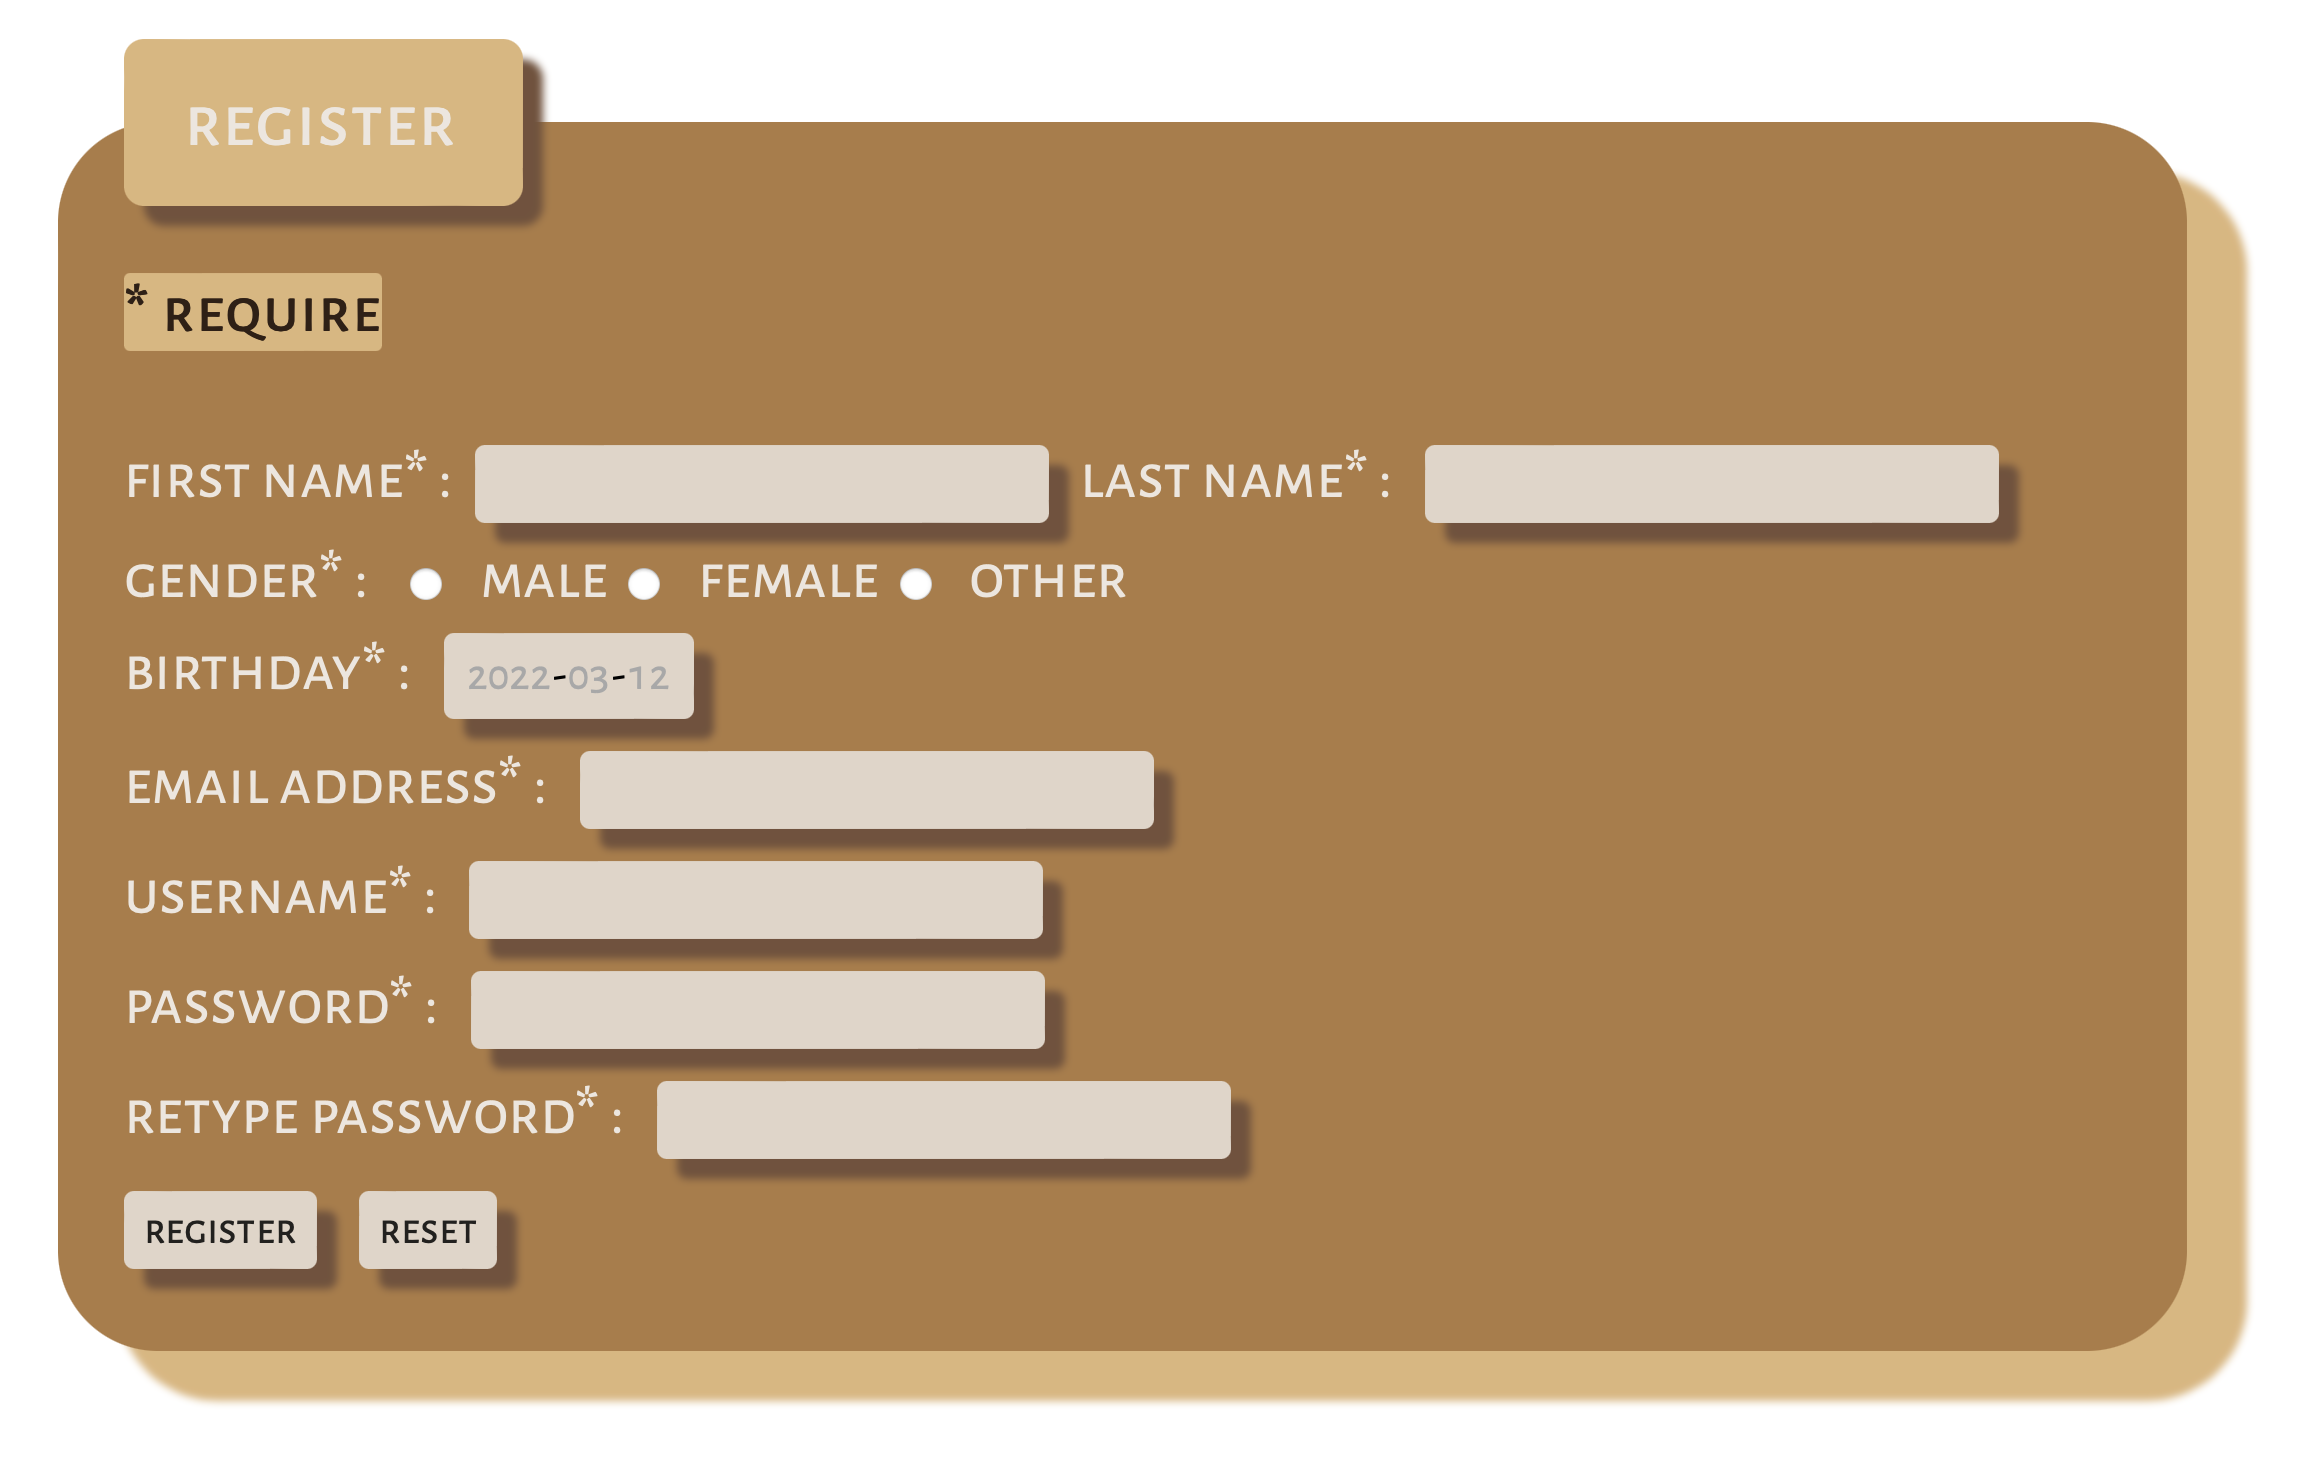 REGISTER
* REQUIRE
FIRST NAME* : LAST NAME* :
GENDER* : MALE FEMALE OTHER
BIRTHDAY* : 2022-03-12
EMAIL ADDRESS* :
USERNAME* :
PASSWORD* :
RETYPE PASSWORD* :
REGISTER RESET